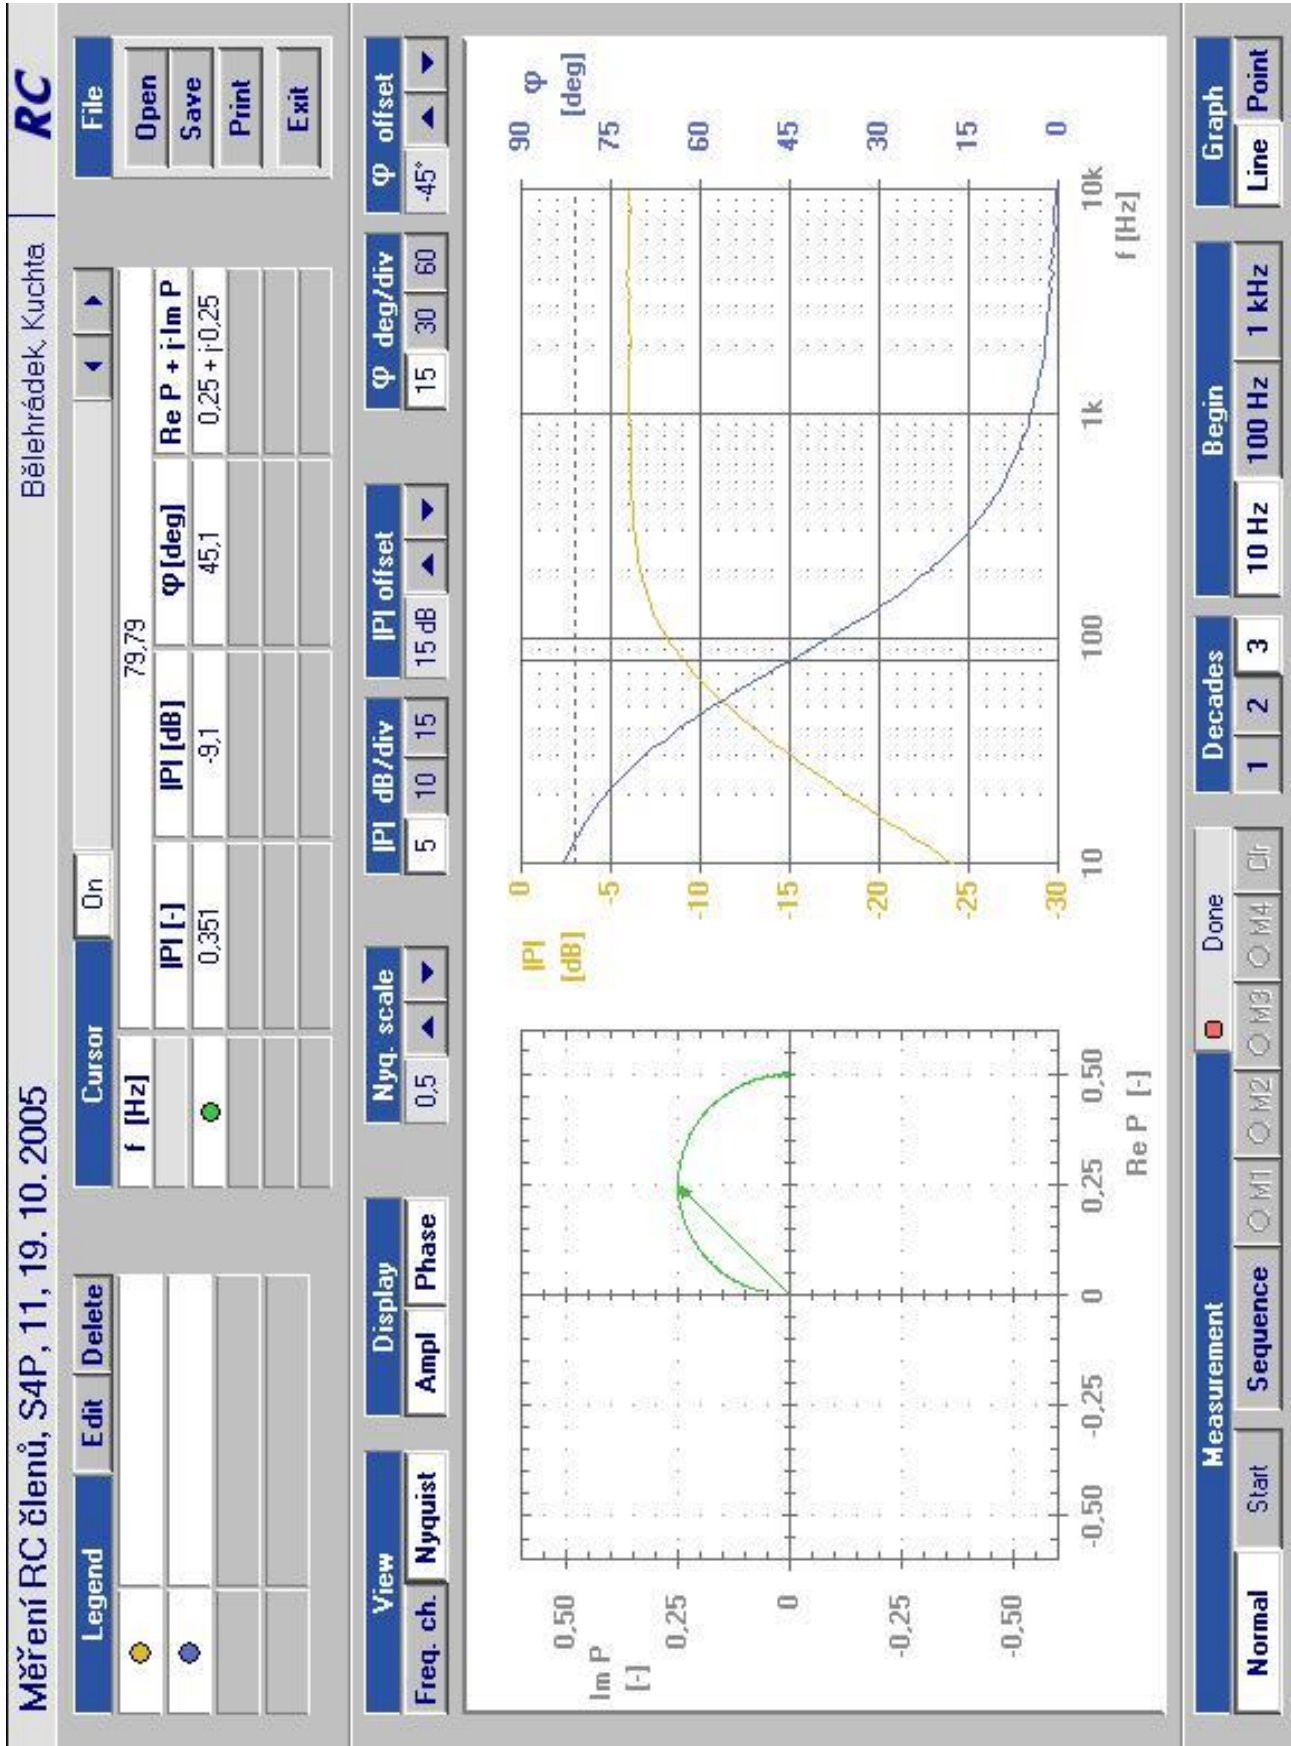 Měření RC členů, S4P, 11, 19. 10. 2005
Bělehrádek, Kuchta
RC
Legend Edit Delete
Cursor On
File
f [Hz] 79,79
|P| [-] |P| [dB] φ [deg] Re P + j·Im P
0,351 -9,1 45,1 0,25 + j·0,25
Open
Save
Print
Exit
View Display Nyq. scale |P| dB/div |P| offset φ deg/div φ offset
Freq. ch. Nyquist Ampl Phase 0,5 5 10 15 15 dB 15 30 60 -45°
Im P
[-]
0,50
0,25
0
-0,25
-0,50
-0,50 -0,25 0 0,25 0,50
Re P [-]
|P|
[dB]
0
-5
-10
-15
-20
-25
-30
10 100 1k 10k
f [Hz]
φ
[deg]
90
75
60
45
30
15
0
Measurement Done Decades Begin Graph
Normal Start Sequence M1 M2 M3 M4 Clr 1 2 3 10 Hz 100 Hz 1 kHz Line Point